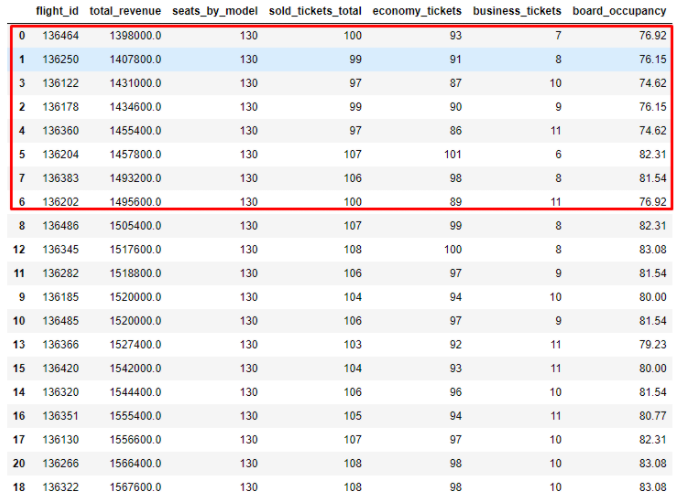 flight_id total_revenue seats_by_model sold_tickets_total economy_tickets business_tickets board_occupancy
0 136464 1398000.0 130 100 93 7 76.92
1 136250 1407800.0 130 99 91 8 76.15
3 136122 1431000.0 130 97 87 10 74.62
2 136178 1434600.0 130 99 90 9 76.15
4 136360 1455400.0 130 97 86 11 74.62
5 136204 1457800.0 130 107 101 6 82.31
7 136383 1493200.0 130 106 98 8 81.54
6 136202 1495600.0 130 100 89 11 76.92
8 136486 1505400.0 130 107 99 8 82.31
12 136345 1517600.0 130 108 100 8 83.08
11 136282 1518800.0 130 106 97 9 81.54
9 136185 1520000.0 130 104 94 10 80.00
10 136485 1520000.0 130 106 97 9 81.54
13 136366 1527400.0 130 103 92 11 79.23
15 136420 1542000.0 130 104 93 11 80.00
14 136320 1544400.0 130 106 96 10 81.54
16 136351 1555400.0 130 105 94 11 80.77
17 136130 1556600.0 130 107 97 10 82.31
20 136266 1566400.0 130 108 98 10 83.08
18 136322 1567600.0 130 108 98 10 83.08